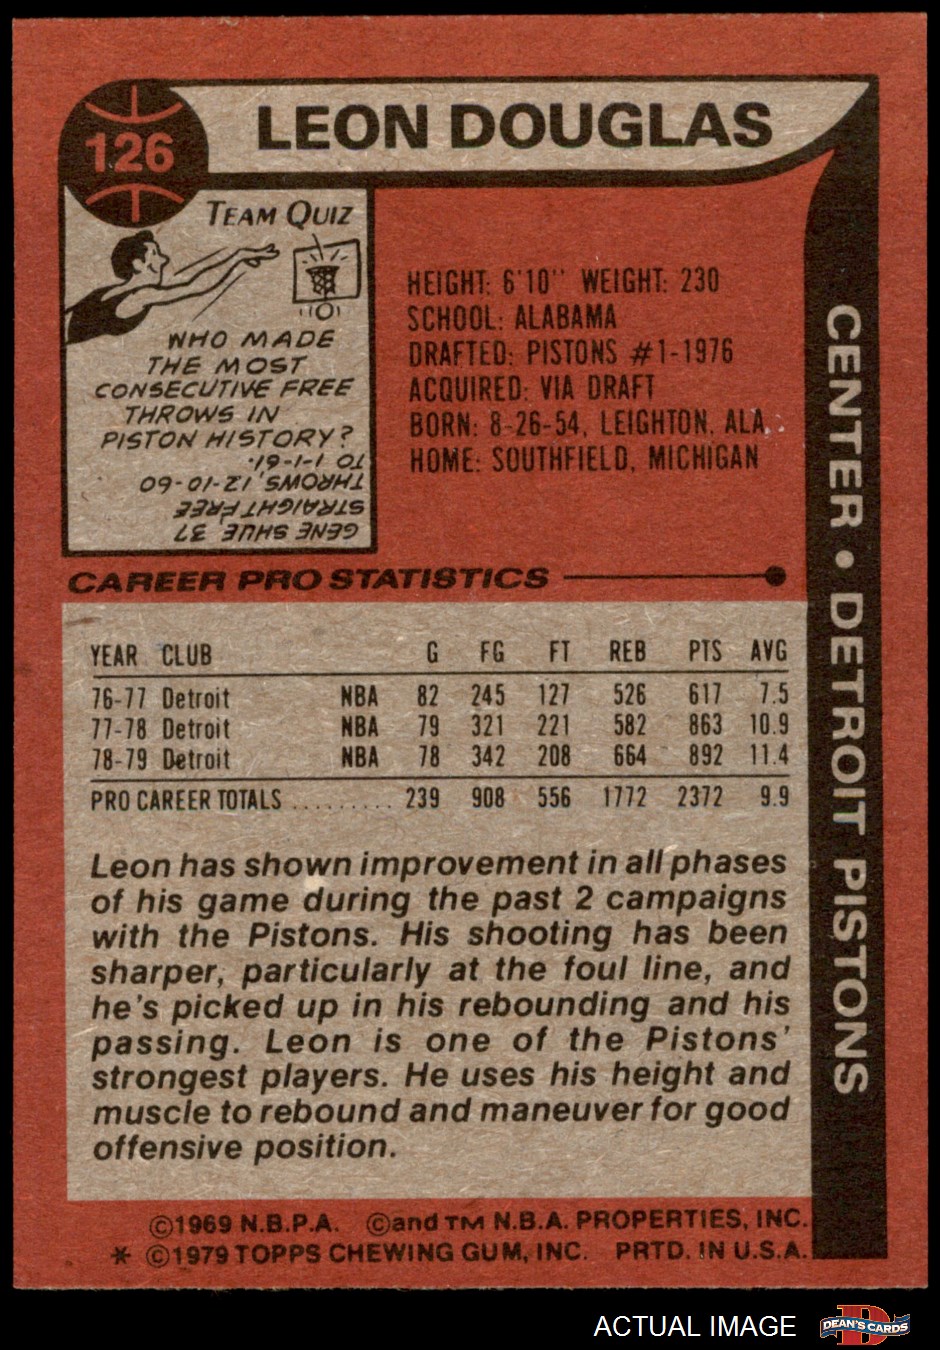 126
LEON DOUGLAS
TEAM QUIZ
WHO MADE
THE MOST
CONSECUTIVE FREE
THROWS IN
PISTON HISTORY?
GENE SHUE, 37
STRAIGHT FREE
THROWS, 12-10-60
TO 1-1-61.
HEIGHT: 6'10" WEIGHT: 230
SCHOOL: ALABAMA
DRAFTED: PISTONS #1-1976
ACQUIRED: VIA DRAFT
BORN: 8-26-54, LEIGHTON, ALA.
HOME: SOUTHFIELD, MICHIGAN
CENTER • DETROIT PISTONS
CAREER PRO STATISTICS
YEAR CLUB G FG FT REB PTS AVG
76-77 Detroit NBA 82 245 127 526 617 7.5
77-78 Detroit NBA 79 321 221 582 863 10.9
78-79 Detroit NBA 78 342 208 664 892 11.4
PRO CAREER TOTALS ......... 239 908 556 1772 2372 9.9
Leon has shown improvement in all phases
of his game during the past 2 campaigns
with the Pistons. His shooting has been
sharper, particularly at the foul line, and
he's picked up in his rebounding and his
passing. Leon is one of the Pistons'
strongest players. He uses his height and
muscle to rebound and maneuver for good
offensive position.
©1969 N.B.P.A. ©and TM N.B.A. PROPERTIES, INC.
* ©1979 TOPPS CHEWING GUM, INC. PRTD. IN U.S.A.
ACTUAL IMAGE
DEAN'S CARDS